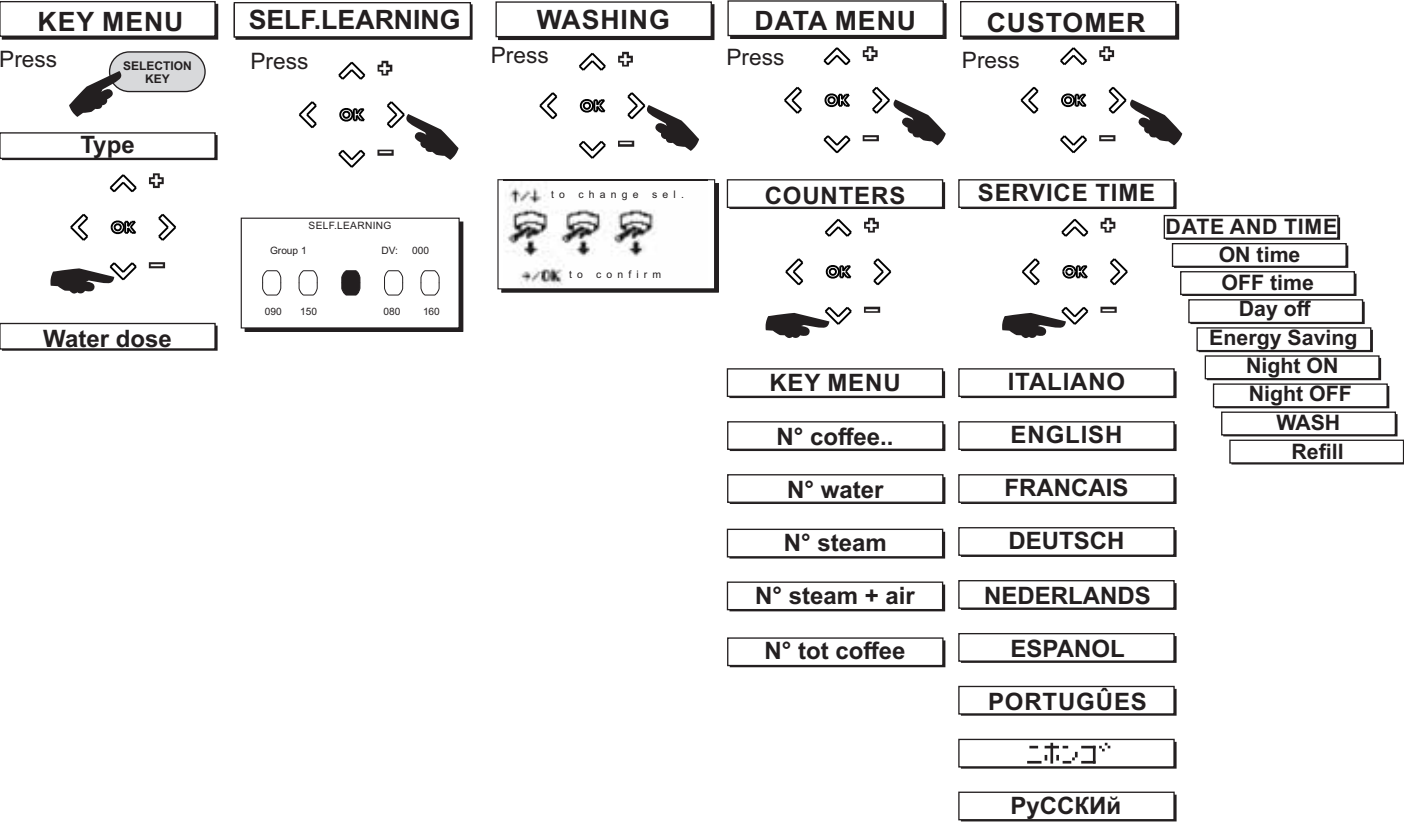 KEY MENU
Press
SELECTION
KEY
Type
+
OK
-
Water dose
SELF.LEARNING
Press
+
OK
-
SELF.LEARNING
Group 1 DV: 000
090 150 080 160
WASHING
Press
+
OK
-
↑/↓ to change sel.
→/OK to confirm
DATA MENU
Press
+
OK
-
COUNTERS
+
OK
-
KEY MENU
N° coffee..
N° water
N° steam
N° steam + air
N° tot coffee
CUSTOMER
Press
+
OK
-
SERVICE TIME
+
OK
-
ITALIANO
ENGLISH
FRANCAIS
DEUTSCH
NEDERLANDS
ESPANOL
PORTUGÛES
ニホンゴ
РуССКИй
DATE AND TIME
ON time
OFF time
Day off
Energy Saving
Night ON
Night OFF
WASH
Refill